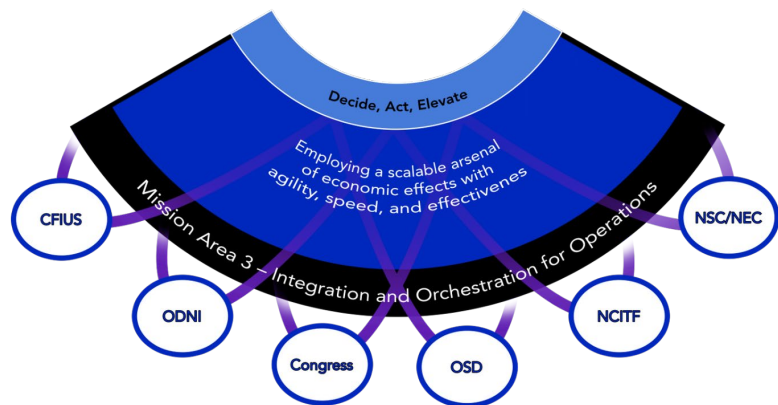 Decide, Act, Elevate
Employing a scalable arsenal
of economic effects with
agility, speed, and effectivenes
Mission Area 3 – Integration and Orchestration for Operations
CFIUS
NSC/NEC
ODNI
NCITF
Congress
OSD